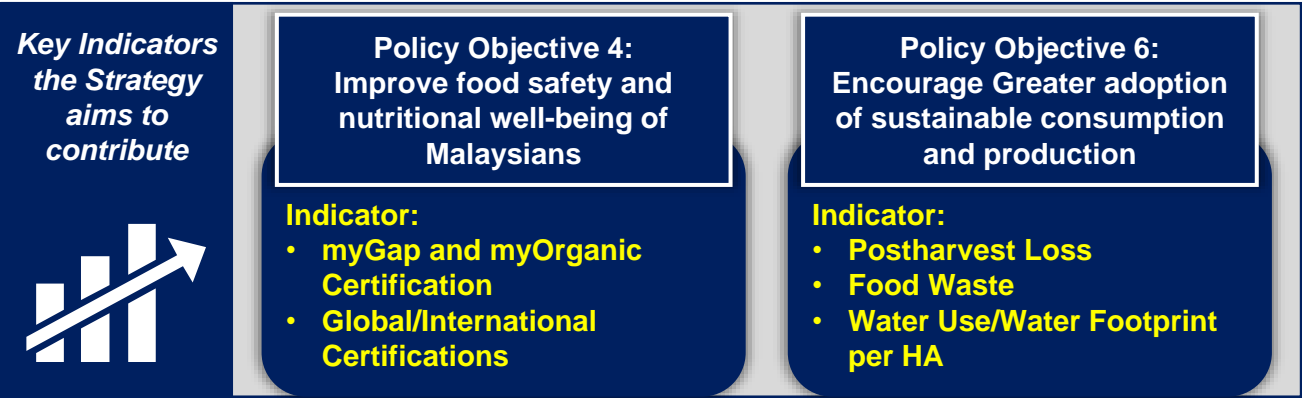 Key Indicators
the Strategy
aims to
contribute
Policy Objective 4:
Improve food safety and
nutritional well-being of
Malaysians
Indicator:
• myGap and myOrganic
Certification
• Global/International
Certifications
Policy Objective 6:
Encourage Greater adoption
of sustainable consumption
and production
Indicator:
• Postharvest Loss
• Food Waste
• Water Use/Water Footprint
per HA